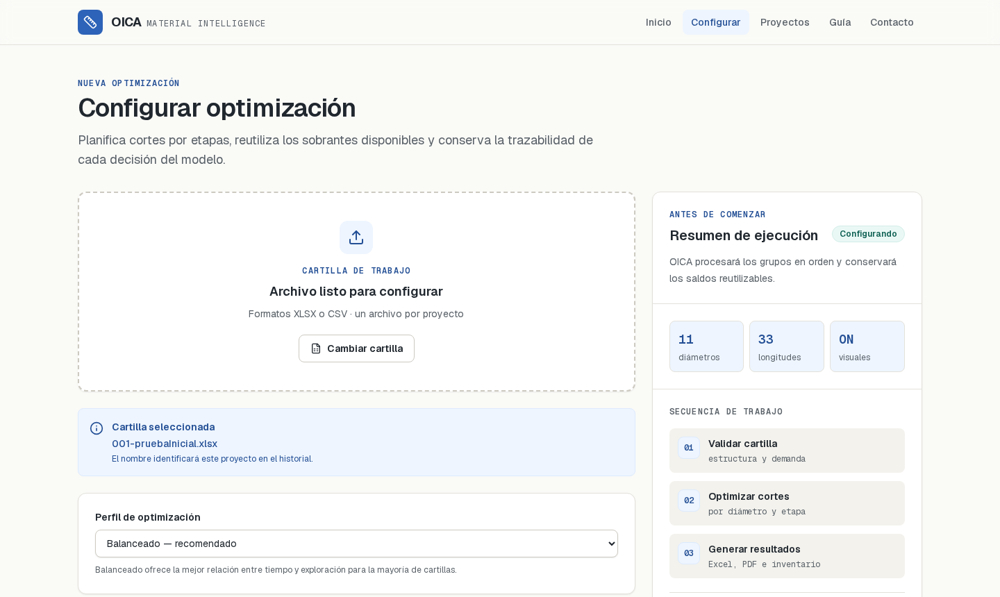 OICA MATERIAL INTELLIGENCE
Inicio
Configurar
Proyectos
Guía
Contacto
NUEVA OPTIMIZACIÓN
Configurar optimización
Planifica cortes por etapas, reutiliza los sobrantes disponibles y conserva la trazabilidad de
cada decisión del modelo.
CARTILLA DE TRABAJO
Archivo listo para configurar
Formatos XLSX o CSV · un archivo por proyecto
Cambiar cartilla
Cartilla seleccionada
001-pruebaInicial.xlsx
El nombre identificará este proyecto en el historial.
Perfil de optimización
Balanceado — recomendado
Balanceado ofrece la mejor relación entre tiempo y exploración para la mayoría de cartillas.
ANTES DE COMENZAR
Resumen de ejecución
Configurando
OICA procesará los grupos en orden y conservará
los saldos reutilizables.
11
diámetros
33
longitudes
ON
visuales
SECUENCIA DE TRABAJO
01
Validar cartilla
estructura y demanda
02
Optimizar cortes
por diámetro y etapa
03
Generar resultados
Excel, PDF e inventario